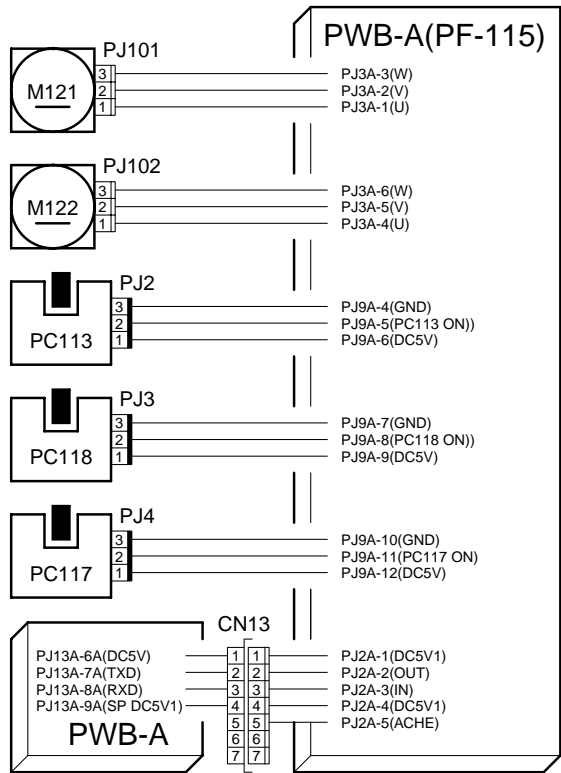 PWB-A(PF-115)
PJ101
M121
3 PJ3A-3(W)
2 PJ3A-2(V)
1 PJ3A-1(U)
PJ102
M122
3 PJ3A-6(W)
2 PJ3A-5(V)
1 PJ3A-4(U)
PJ2
PC113
3 PJ9A-4(GND)
2 PJ9A-5(PC113 ON))
1 PJ9A-6(DC5V)
PJ3
PC118
3 PJ9A-7(GND)
2 PJ9A-8(PC118 ON))
1 PJ9A-9(DC5V)
PJ4
PC117
3 PJ9A-10(GND)
2 PJ9A-11(PC117 ON)
1 PJ9A-12(DC5V)
CN13
PJ13A-6A(DC5V) 1 1 PJ2A-1(DC5V1)
PJ13A-7A(TXD) 2 2 PJ2A-2(OUT)
PJ13A-8A(RXD) 3 3 PJ2A-3(IN)
PJ13A-9A(SP DC5V1) 4 4 PJ2A-4(DC5V1)
5 5 PJ2A-5(ACHE)
6 6
7 7
PWB-A